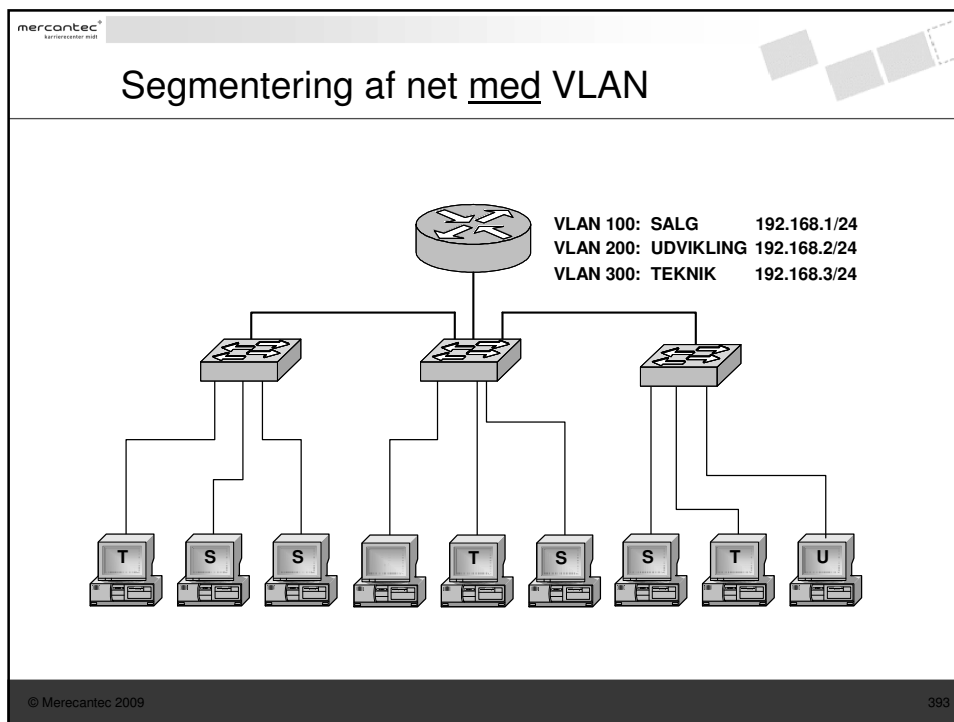 mercantec
karrierecenter midt
Segmentering af net med VLAN
VLAN 100: SALG 192.168.1/24
VLAN 200: UDVIKLING 192.168.2/24
VLAN 300: TEKNIK 192.168.3/24
T S S T S S T U
© Merecantec 2009 393